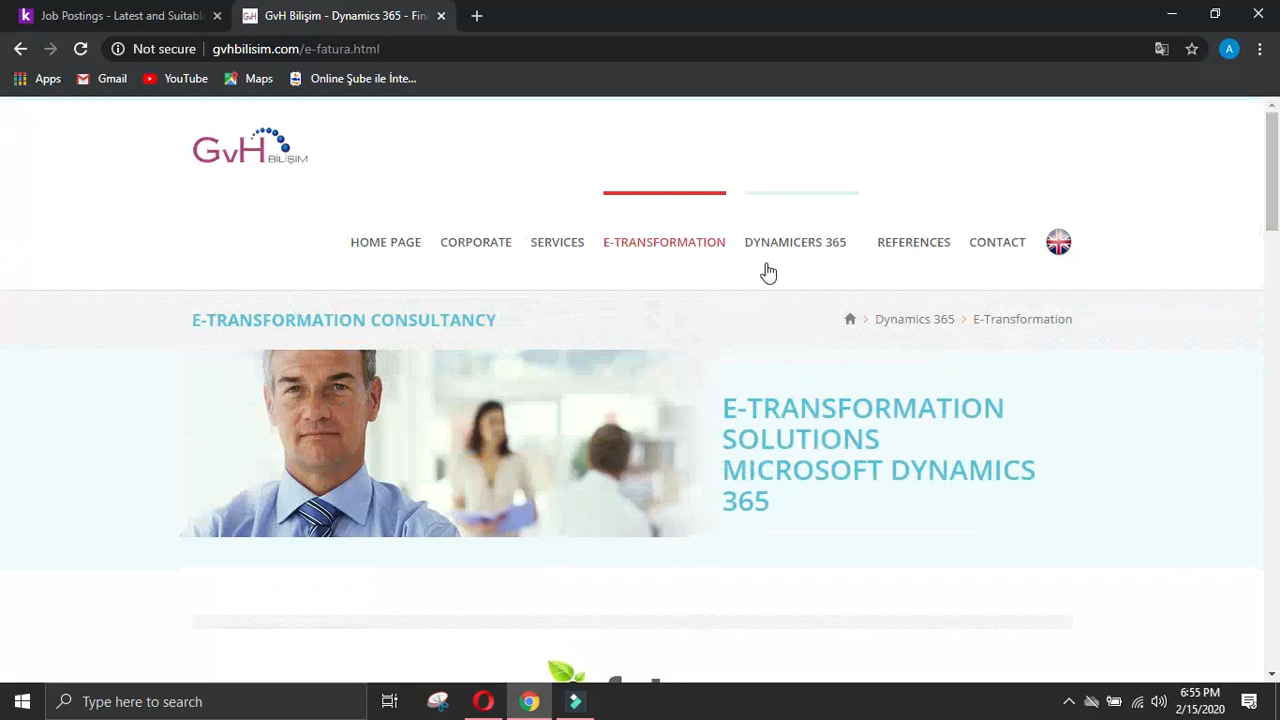 Job Postings - Latest and Suitable
GvH Bilişim - Dynamics 365 - Fina
Not secure
gvhbilisim.com/e-fatura.html
A
Apps
Gmail
YouTube
Maps
Online Şube ile İnte...
GvH BİLİŞİM
HOME PAGE
CORPORATE
SERVICES
E-TRANSFORMATION
DYNAMICERS 365
REFERENCES
CONTACT
E-TRANSFORMATION CONSULTANCY
Dynamics 365
E-Transformation
E-TRANSFORMATION
SOLUTIONS
MICROSOFT DYNAMICS
365
Type here to search
6:55 PM
2/15/2020